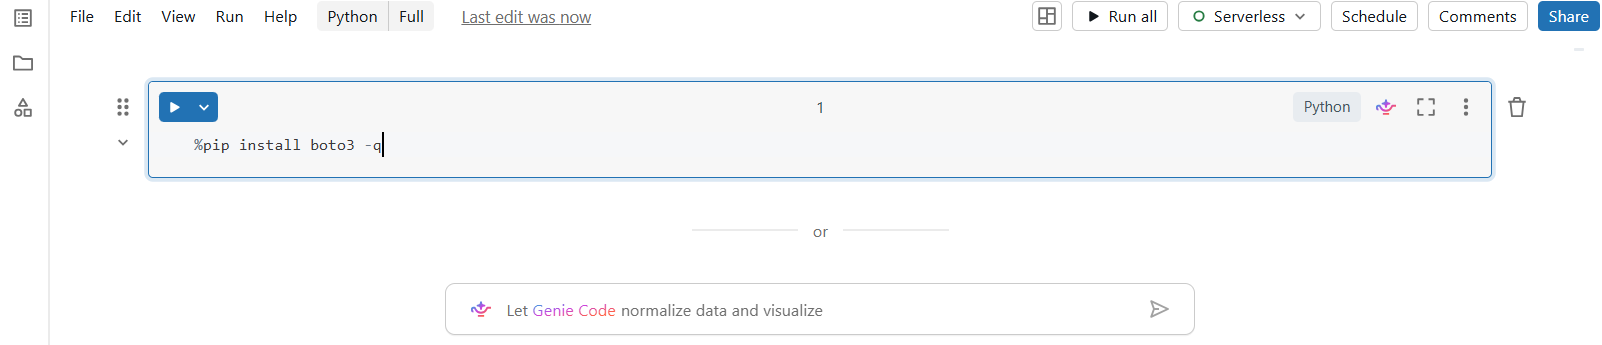 File Edit View Run Help Python Full Last edit was now Run all Serverless Schedule Comments Share
1 Python
%pip install boto3 -q
or
Let Genie Code normalize data and visualize